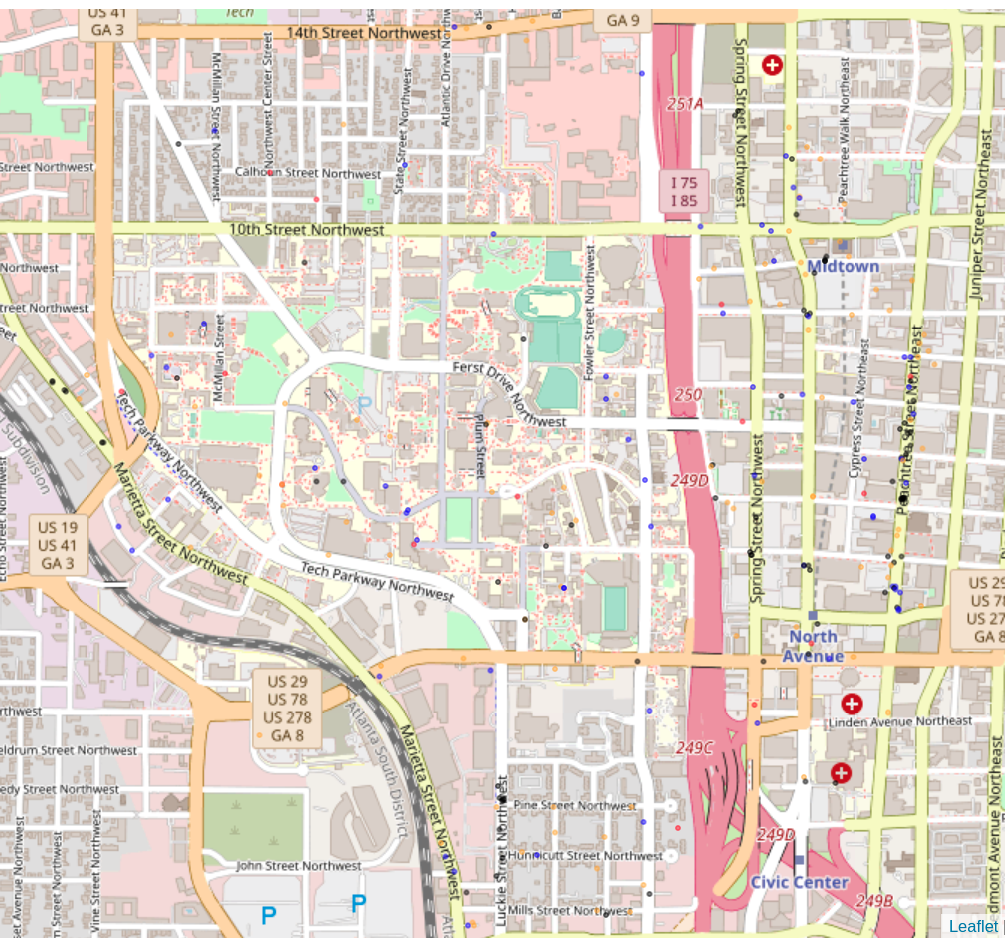 US 41
GA 3
Tech
14th Street Northwest
GA 9
McMillan Street Northwest
Northwest Center Street
State Street Northwest
Atlantic Drive Northwest
251A
Spring Street Northwest
Peachtree Walk Northeast
Juniper Street Northeast
Street Northwest
Calhoun Street Northwest
I 75
I 85
10th Street Northwest
Northwest
Midtown
treet Northwest
eet
McMillan Street
Fowler Street Northwest
Ferst Drive Northwest
P
Plum Street
250
Cypress Street Northeast
Peachtree Street Northeast
Tech Parkway Northwest
Subdivision
249D
Spring Street Northwest
Marietta Street Northwest
US 19
US 41
GA 3
Echo Street Northwest
Tech Parkway Northwest
US 29
US 78
US 27
GA 8
North
Avenue
US 29
US 78
US 278
GA 8
rthwest
Linden Avenue Northeast
eldrum Street Northwest
249C
Atlanta South District
Marietta Street Northwest
edy Street Northwest
Pine Street Northwest
Luckie Street Northwest
249D
Hunnicutt Street Northwest
John Street Northwest
Vine Street Northwest
Civic Center
249B
Mills Street Northwest
P
P
dmont Avenue Northeast
Leaflet